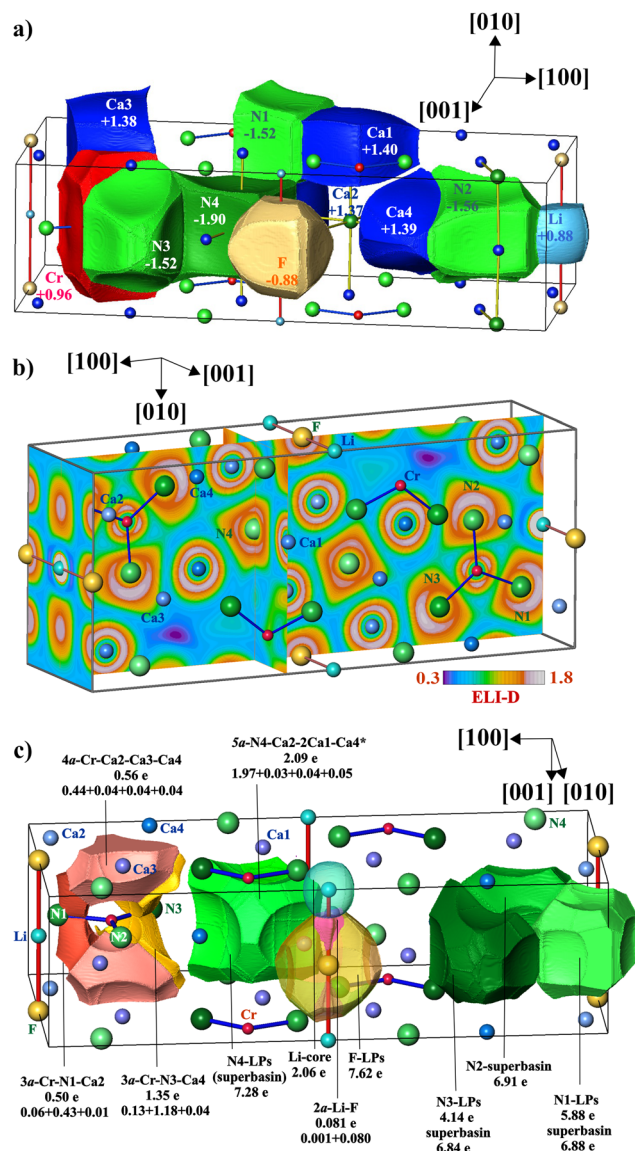 a)
[010]
[100]
[001]
Ca3
+1.38
N1
-1.52
Ca1
+1.40
N4
-1.90
Ca2
+1.37
N2
-1.56
Ca4
+1.39
Li
+0.88
N3
-1.52
F
-0.88
Cr
+0.96
b)
[100]
[001]
[010]
F
Li
Ca2
Ca4
Cr
N2
N4
Ca1
N3
Ca3
N1
0.3
1.8
ELI-D
c)
[100]
[001]
[010]
4a-Cr-Ca2-Ca3-Ca4
0.56 e
0.44+0.04+0.04+0.04
5a-N4-Ca2-2Ca1-Ca4*
2.09 e
1.97+0.03+0.04+0.05
Ca2
Ca4
Ca1
N4
Ca3
N1
N3
N2
Li
F
Cr
3a-Cr-N1-Ca2
0.50 e
0.06+0.43+0.01
3a-Cr-N3-Ca4
1.35 e
0.13+1.18+0.04
N4-LPs
(superbasin)
7.28 e
Li-core
2.06 e
F-LPs
7.62 e
2a-Li-F
0.081 e
0.001+0.080
N2-superbasin
6.91 e
N3-LPs
4.14 e
superbasin
6.84 e
N1-LPs
5.88 e
superbasin
6.88 e